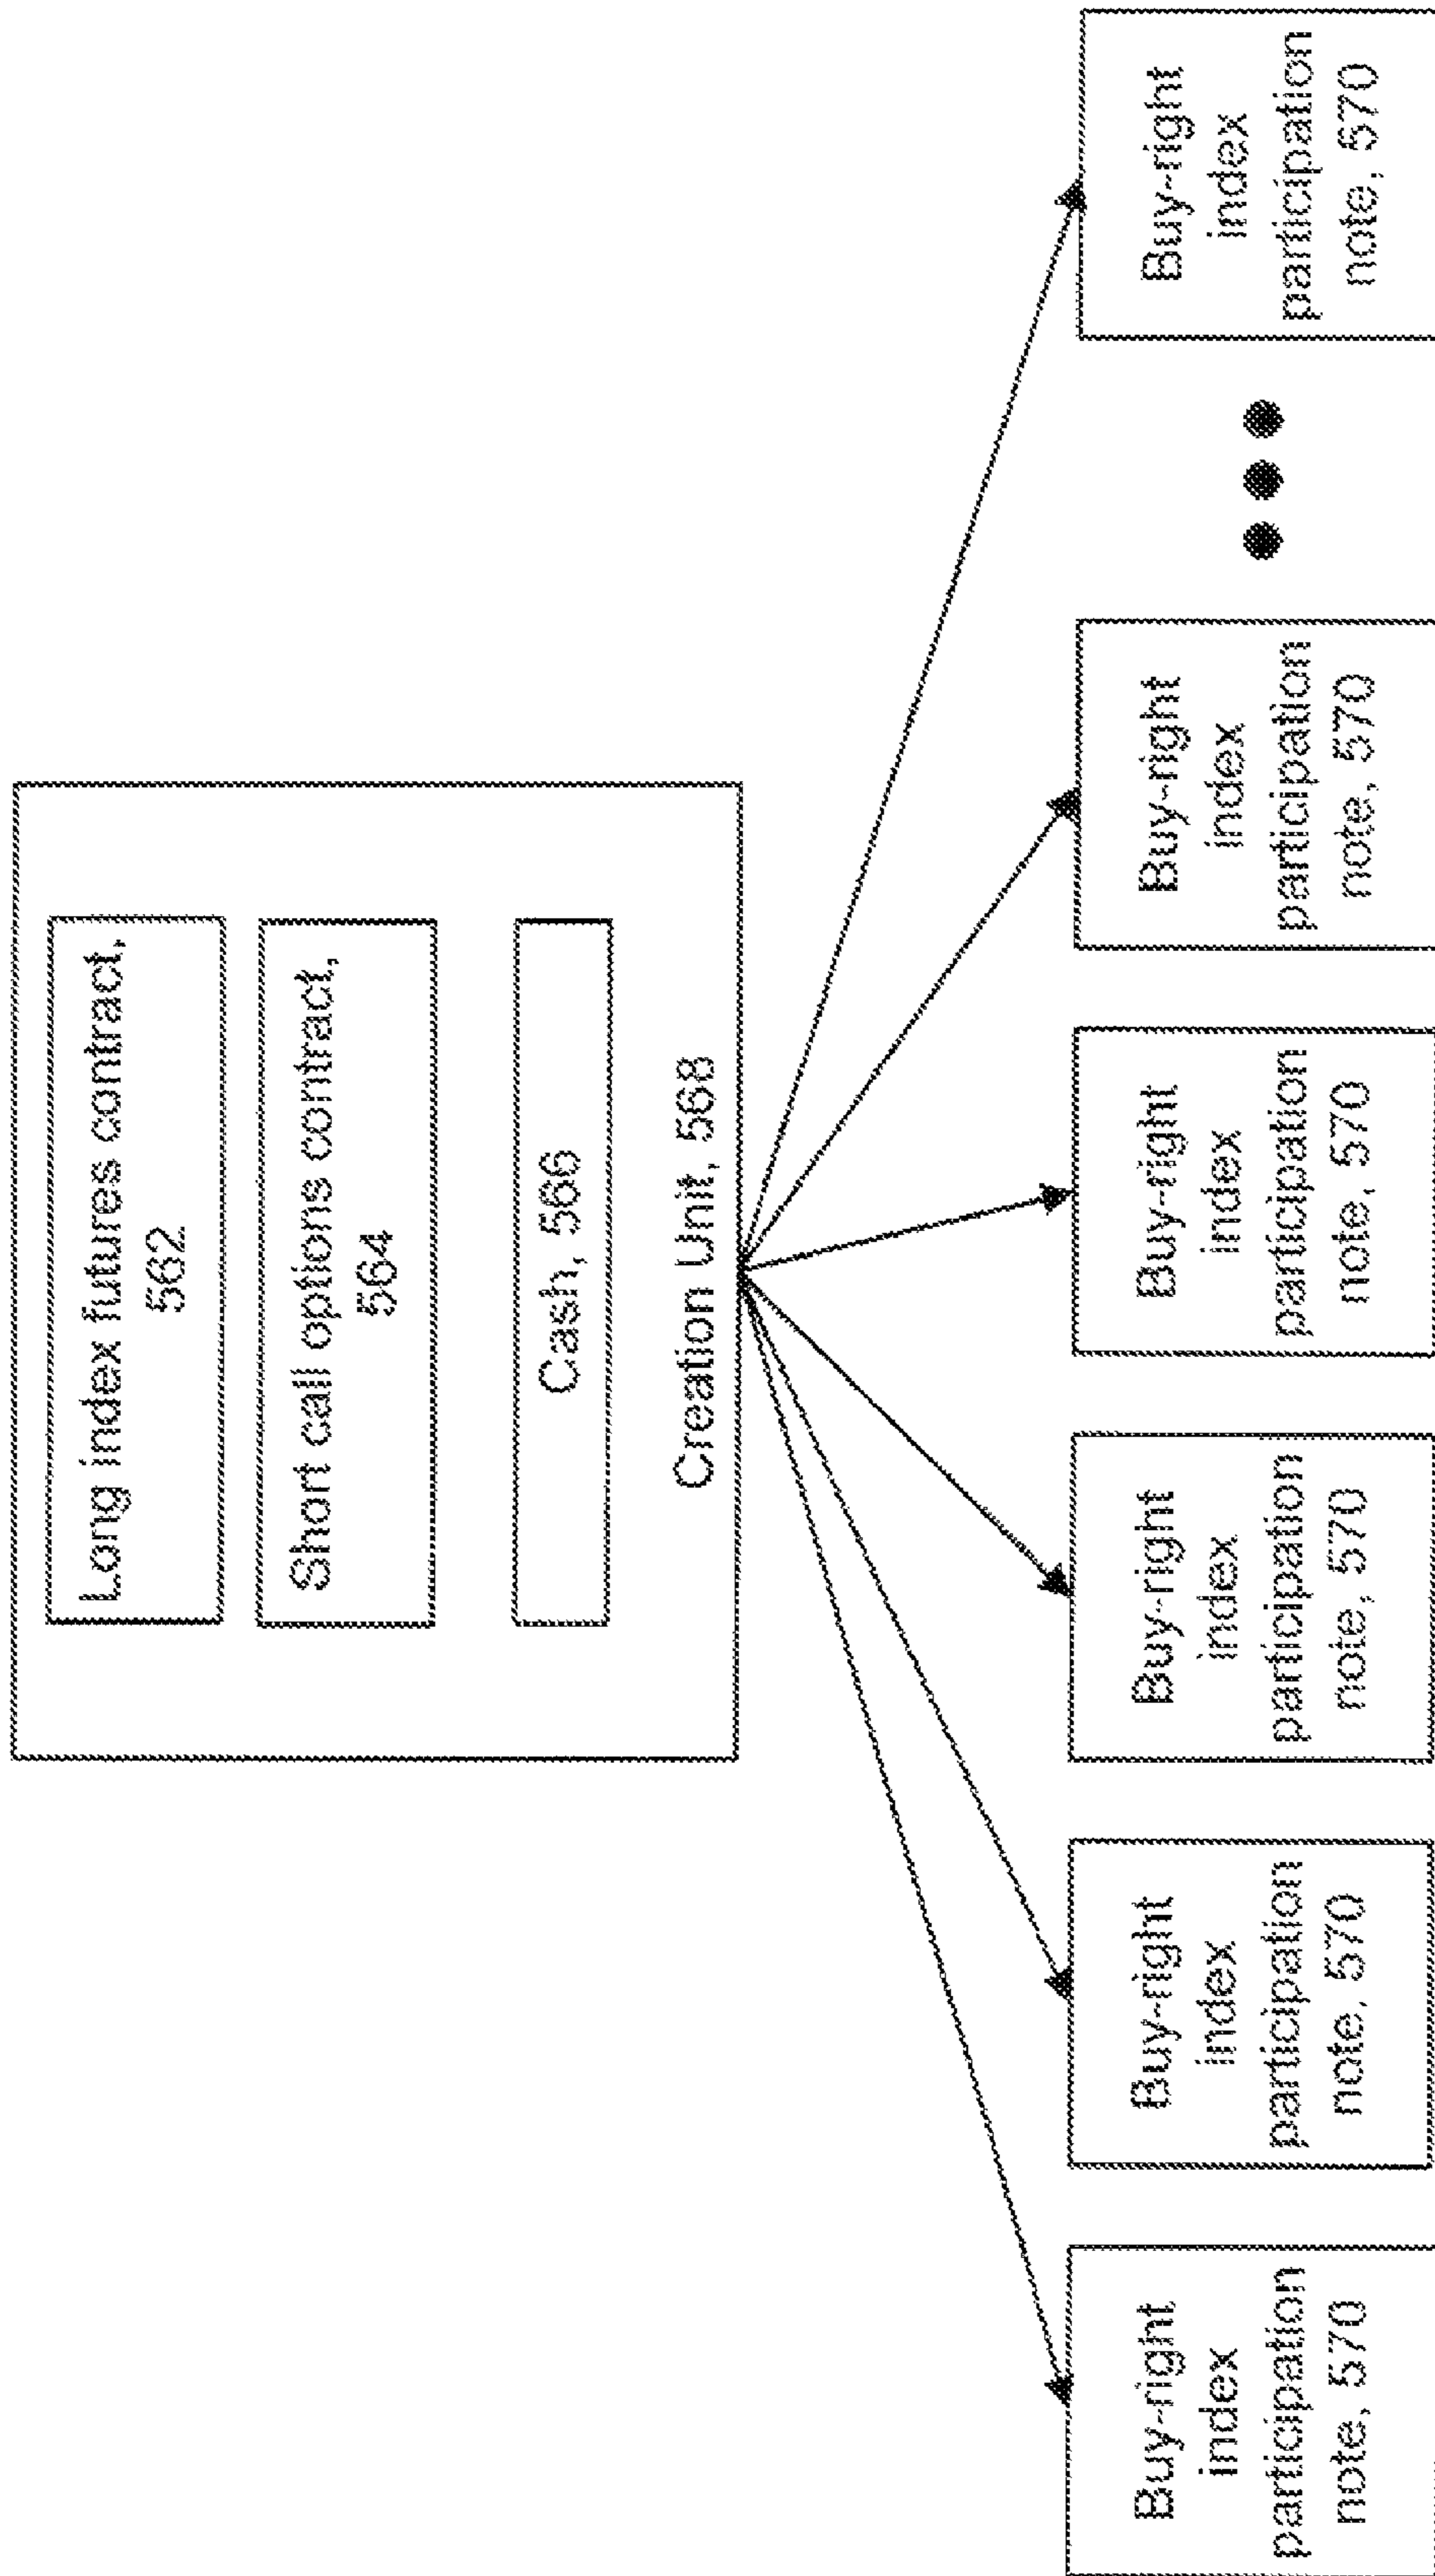 Long index futures contract,
562
Short call options contract,
564
Cash, 566
Creation Unit, 568
Buy-right
index
participation
note, 570
Buy-right
index
participation
note, 570
Buy-right
index
participation
note, 570
Buy-right
index
participation
note, 570
Buy-right
index
participation
note, 570
Buy-right
index
participation
note, 570